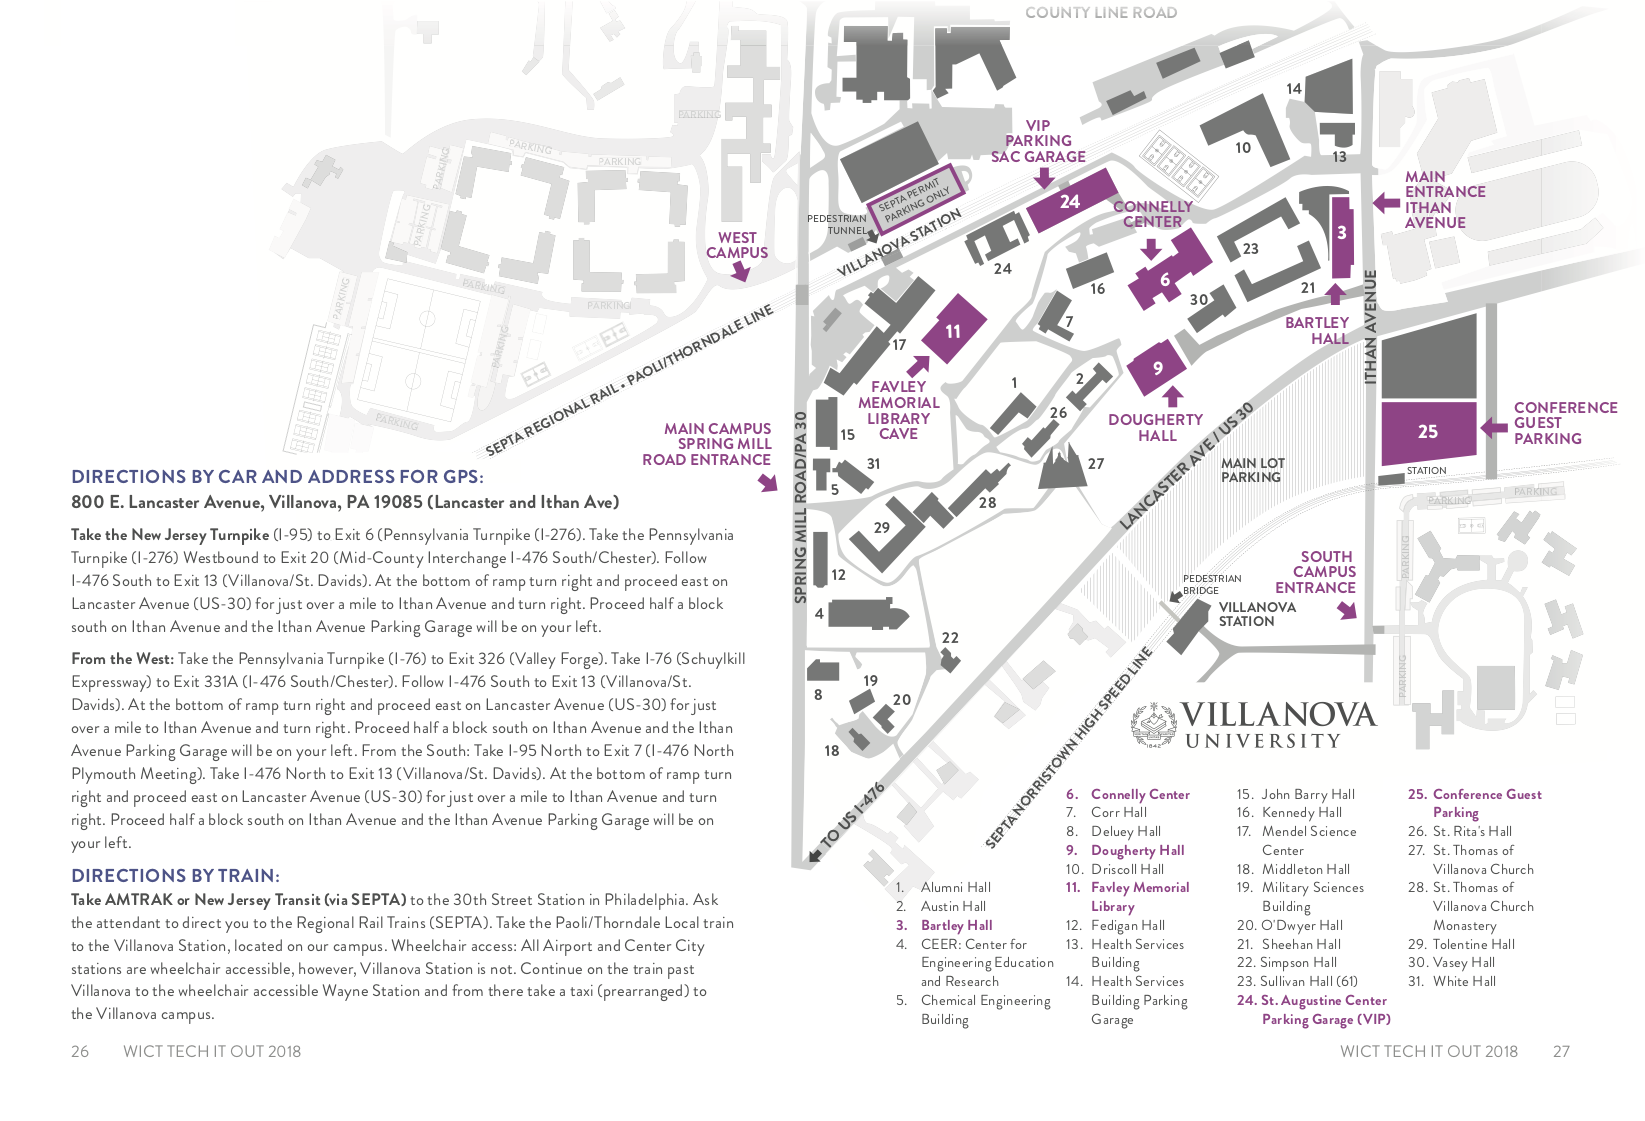 COUNTY LINE ROAD
PARKING
PARKING
PARKING
PARKING
PARKING
PARKING
PARKING
PARKING
PARKING
PARKING
PARKING
WEST
CAMPUS
PEDESTRIAN
TUNNEL
SEPTA PERMIT
PARKING ONLY
VILLANOVA STATION
VIP
PARKING
SAC GARAGE
24
CONNELLY
CENTER
14
10
13
MAIN
ENTRANCE
ITHAN
AVENUE
3
23
24
16
6
30
21
7
BARTLEY
HALL
ITHAN AVENUE
11
17
FAVLEY
MEMORIAL
LIBRARY
CAVE
SEPTA REGIONAL RAIL • PAOLI/THORNDALE LINE
1
2
9
26
DOUGHERTY
HALL
MAIN CAMPUS
SPRING MILL
ROAD ENTRANCE
SPRING MILL ROAD/PA 30
15
31
5
27
28
29
12
4
22
8
19
20
18
LANCASTER AVE / US 30
MAIN LOT
PARKING
25
CONFERENCE
GUEST
PARKING
STATION
PARKING
PARKING
PARKING
PARKING
SOUTH
CAMPUS
ENTRANCE
PEDESTRIAN
BRIDGE
VILLANOVA
STATION
SEPTA NORRISTOWN HIGH SPEED LINE
TO US I-476
1842
VILLANOVA
UNIVERSITY
DIRECTIONS BY CAR AND ADDRESS FOR GPS:
800 E. Lancaster Avenue, Villanova, PA 19085 (Lancaster and Ithan Ave)
Take the New Jersey Turnpike (I-95) to Exit 6 (Pennsylvania Turnpike (I-276). Take the Pennsylvania
Turnpike (I-276) Westbound to Exit 20 (Mid-County Interchange I-476 South/Chester). Follow
I-476 South to Exit 13 (Villanova/St. Davids). At the bottom of ramp turn right and proceed east on
Lancaster Avenue (US-30) for just over a mile to Ithan Avenue and turn right. Proceed half a block
south on Ithan Avenue and the Ithan Avenue Parking Garage will be on your left.
From the West: Take the Pennsylvania Turnpike (I-76) to Exit 326 (Valley Forge). Take I-76 (Schuylkill
Expressway) to Exit 331A (I-476 South/Chester). Follow I-476 South to Exit 13 (Villanova/St.
Davids). At the bottom of ramp turn right and proceed east on Lancaster Avenue (US-30) for just
over a mile to Ithan Avenue and turn right. Proceed half a block south on Ithan Avenue and the Ithan
Avenue Parking Garage will be on your left. From the South: Take I-95 North to Exit 7 (I-476 North
Plymouth Meeting). Take I-476 North to Exit 13 (Villanova/St. Davids). At the bottom of ramp turn
right and proceed east on Lancaster Avenue (US-30) for just over a mile to Ithan Avenue and turn
right. Proceed half a block south on Ithan Avenue and the Ithan Avenue Parking Garage will be on
your left.
DIRECTIONS BY TRAIN:
Take AMTRAK or New Jersey Transit (via SEPTA) to the 30th Street Station in Philadelphia. Ask
the attendant to direct you to the Regional Rail Trains (SEPTA). Take the Paoli/Thorndale Local train
to the Villanova Station, located on our campus. Wheelchair access: All Airport and Center City
stations are wheelchair accessible, however, Villanova Station is not. Continue on the train past
Villanova to the wheelchair accessible Wayne Station and from there take a taxi (prearranged) to
the Villanova campus.
1. Alumni Hall
2. Austin Hall
3. Bartley Hall
4. CEER: Center for
Engineering Education
and Research
5. Chemical Engineering
Building
6. Connelly Center
7. Corr Hall
8. Deluey Hall
9. Dougherty Hall
10. Driscoll Hall
11. Favley Memorial
Library
12. Fedigan Hall
13. Health Services
Building
14. Health Services
Building Parking
Garage
15. John Barry Hall
16. Kennedy Hall
17. Mendel Science
Center
18. Middleton Hall
19. Military Sciences
Building
20. O'Dwyer Hall
21. Sheehan Hall
22. Simpson Hall
23. Sullivan Hall (61)
24. St. Augustine Center
Parking Garage (VIP)
25. Conference Guest
Parking
26. St. Rita's Hall
27. St. Thomas of
Villanova Church
28. St. Thomas of
Villanova Church
Monastery
29. Tolentine Hall
30. Vasey Hall
31. White Hall
26 WICT TECH IT OUT 2018
WICT TECH IT OUT 2018 27